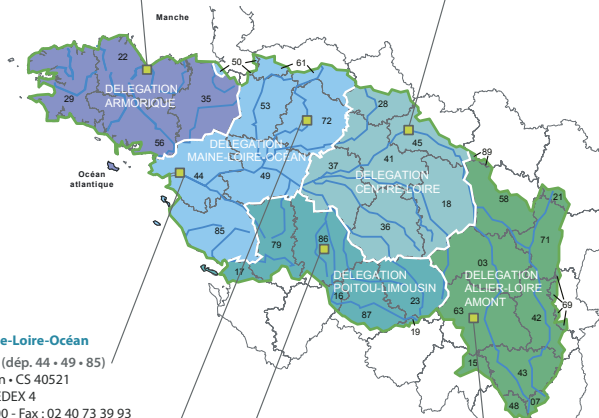 Manche
22
50
61
DELEGATION
ARMORIQUE
29
35
53
28
72
56
45
DELEGATION
MAINE-LOIRE-OCEAN
89
41
37
Océan
atlantique
44
49
DELEGATION
CENTRE-LOIRE
58
21
18
85
36
71
79
86
03
17
DELEGATION
POITOU-LIMOUSIN
DELEGATION
ALLIER-LOIRE
AMONT
16
23
69
87
63
42
19
e-Loire-Océan
(dép. 44 • 49 • 85)
15
n • CS 40521
43
EDEX 4
48
07
0 - Fax : 02 40 73 39 93